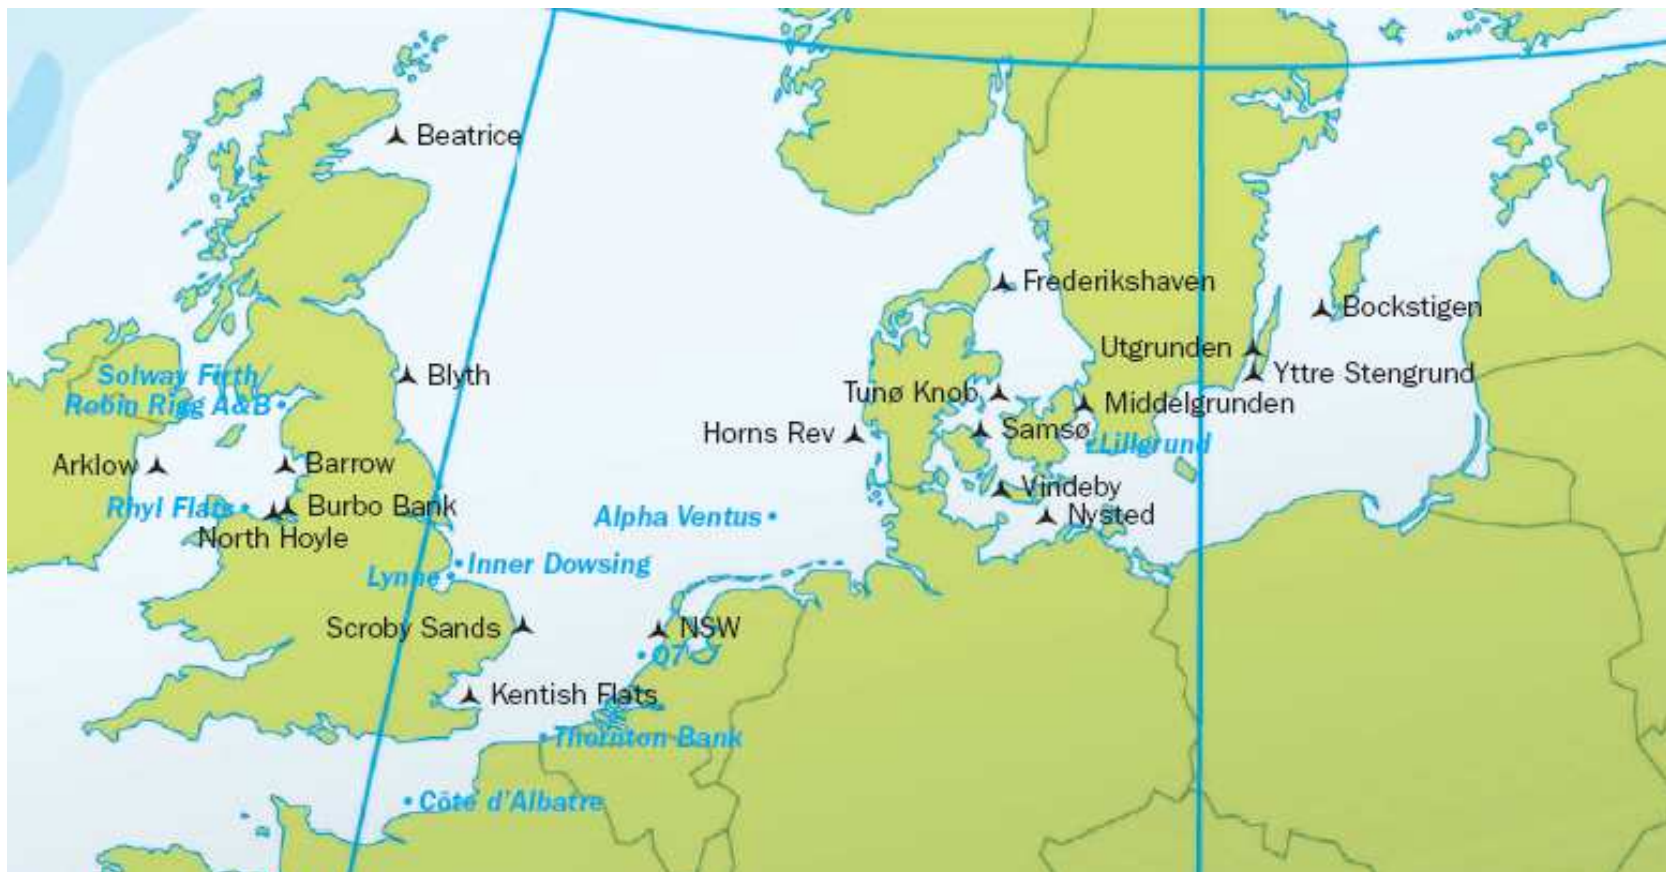 Beatrice
Frederikshaven
Bockstigen
Utgrunden
Solway Firth/
Robin Rigg A&B
Blyth
Yttre Stengrund
Tunø Knob
Middelgrunden
Horns Rev
Samsø
Lillgrund
Arklow
Barrow
Vindeby
Rhyl Flats
Burbo Bank
Alpha Ventus
Nysted
North Hoyle
Inner Dowsing
Lynne
Scroby Sands
NSW
Q7
Kentish Flats
Thornton Bank
Côte d'Albatre